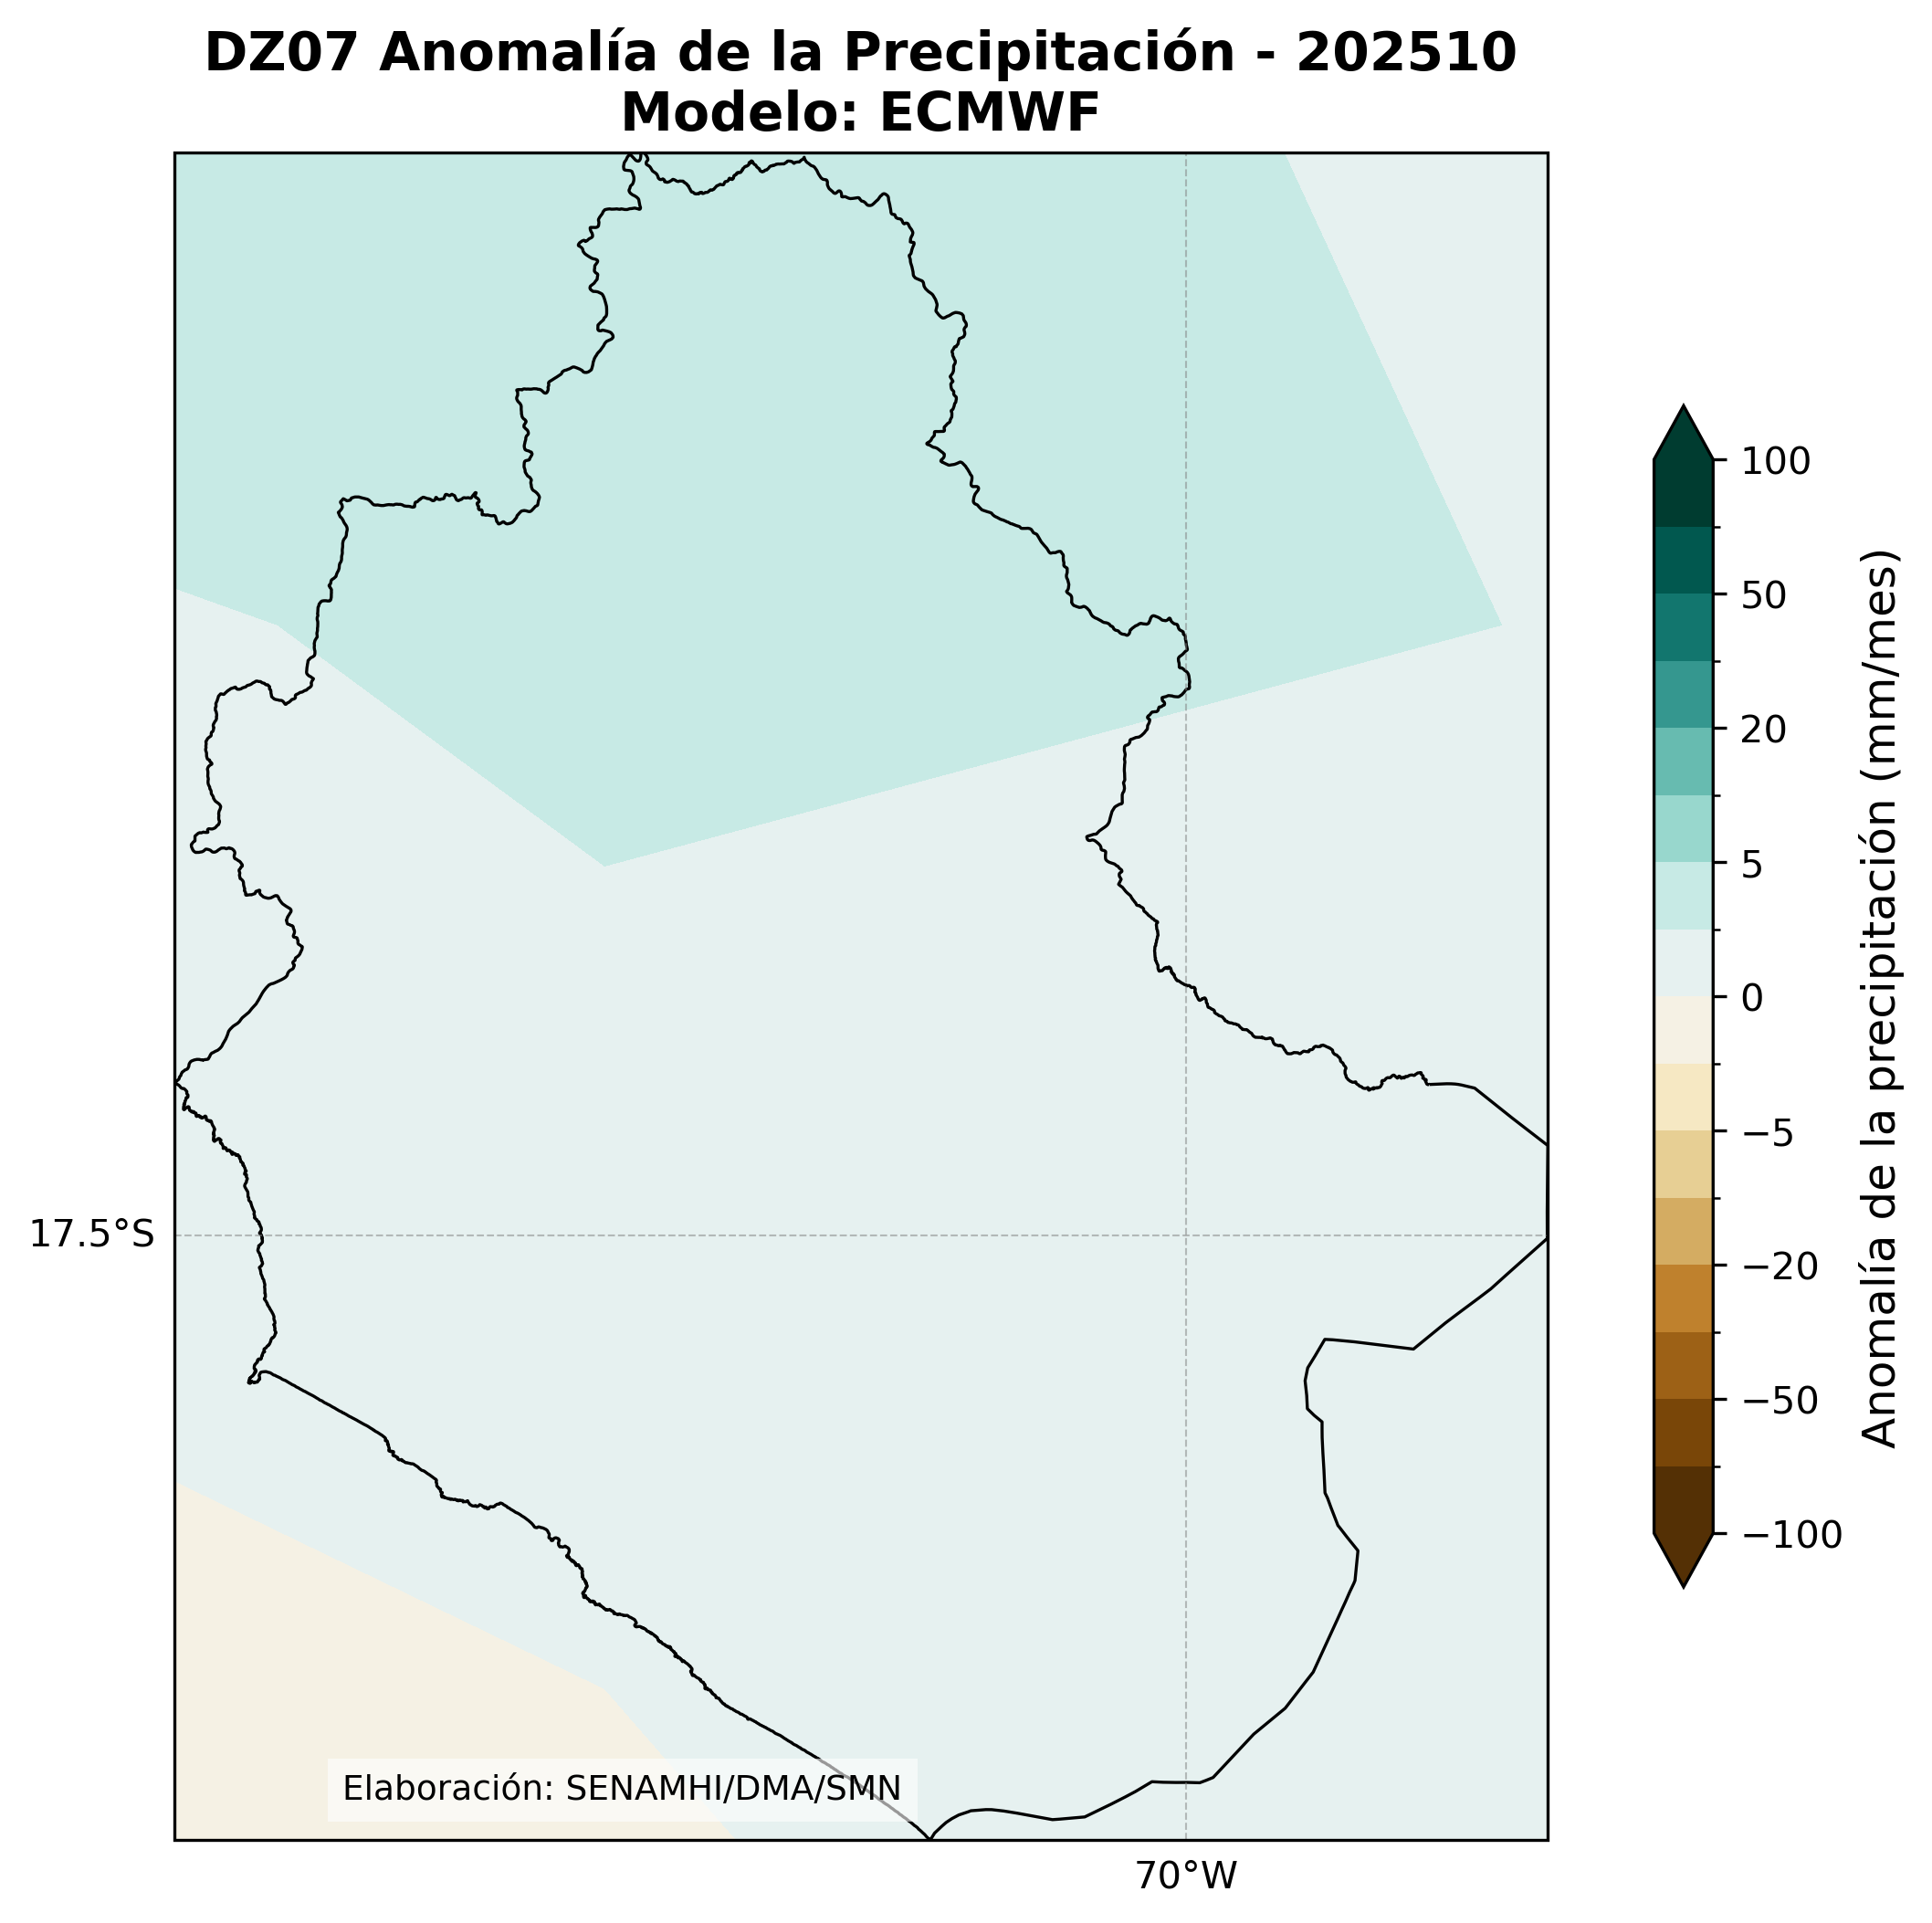 DZ07 Anomalía de la Precipitación - 202510
Modelo: ECMWF
100
50
20
5
0
−5
−20
−50
−100
Anomalía de la precipitación (mm/mes)
17.5°S
Elaboración: SENAMHI/DMA/SMN
70°W